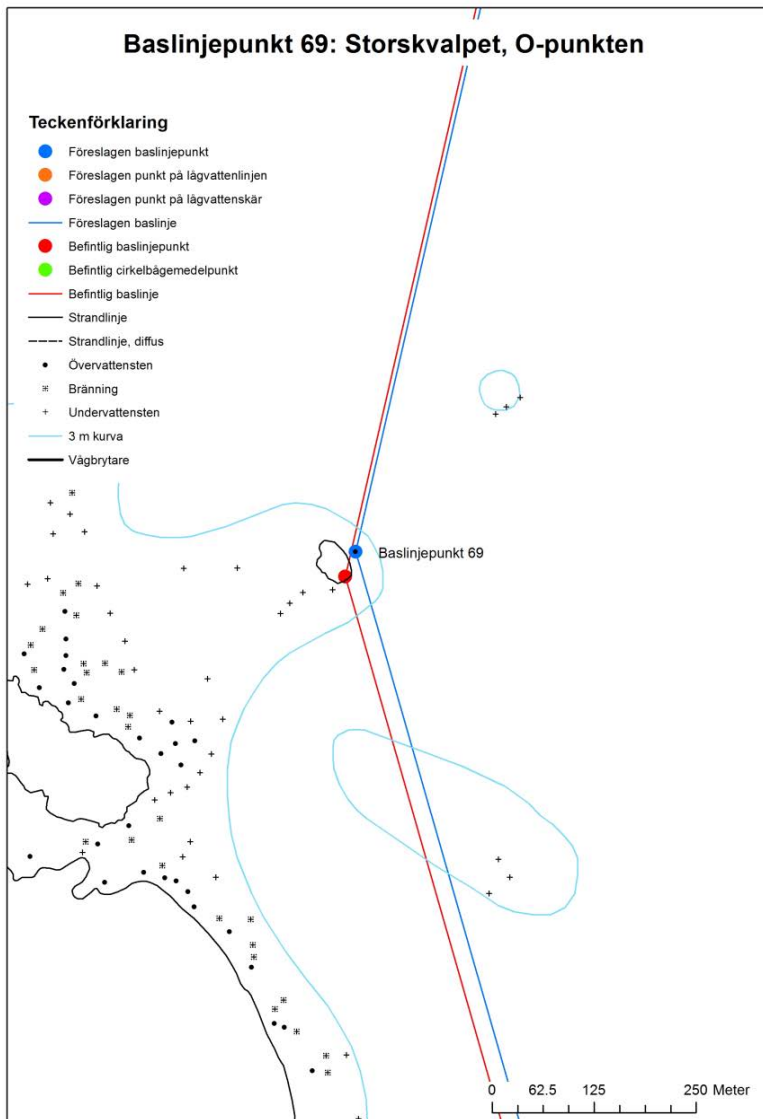 Baslinjepunkt 69: Storskvalpet, O-punkten
Teckenförklaring
Föreslagen baslinjepunkt
Föreslagen punkt på lågvattenlinjen
Föreslagen punkt på lågvattenskär
Föreslagen baslinje
Befintlig baslinjepunkt
Befintlig cirkelbågemedelpunkt
Befintlig baslinje
Strandlinje
Strandlinje, diffus
Övervattensten
Bränning
Undervattensten
3 m kurva
Vågbrytare
Baslinjepunkt 69
0 62.5 125 250 Meter